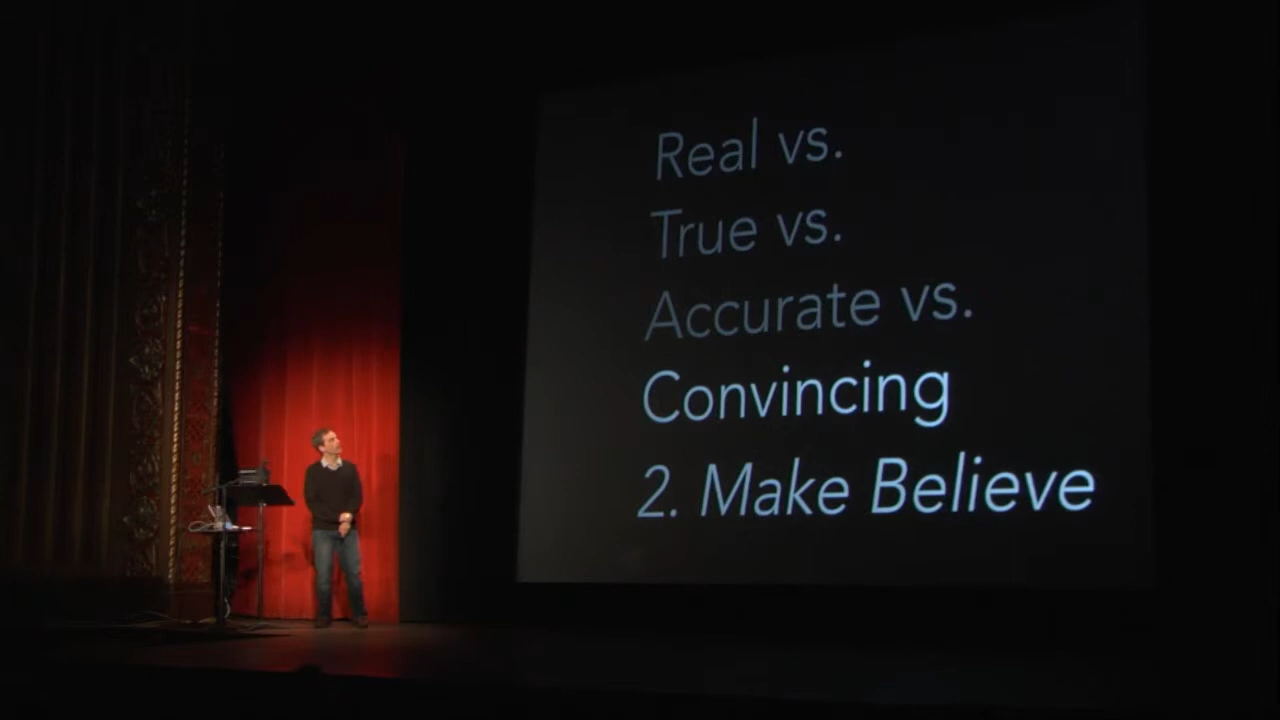 Real vs.
True vs.
Accurate vs.
Convincing
2. Make Believe